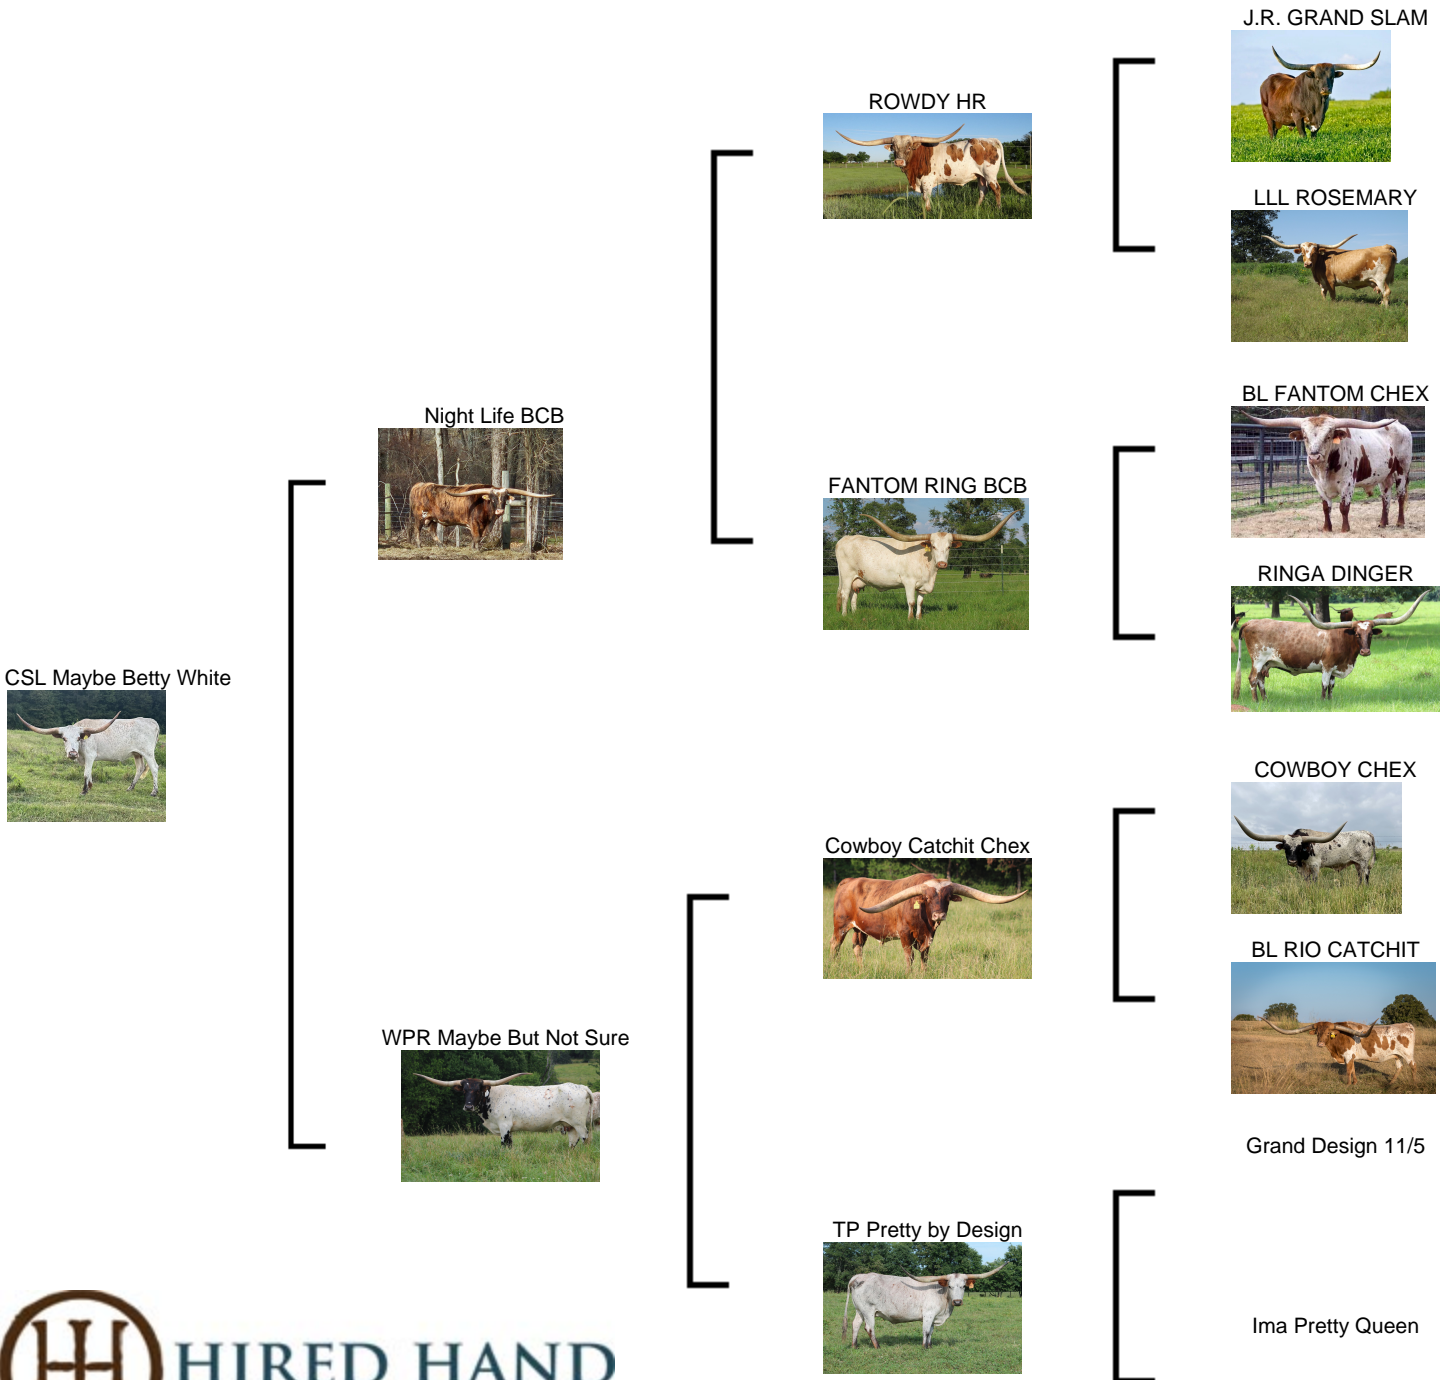 J.R. GRAND SLAM
ROWDY HR
LLL ROSEMARY
Night Life BCB
BL FANTOM CHEX
FANTOM RING BCB
RINGA DINGER
CSL Maybe Betty White
COWBOY CHEX
Cowboy Catchit Chex
BL RIO CATCHIT
WPR Maybe But Not Sure
Grand Design 11/5
TP Pretty by Design
Ima Pretty Queen
HIRED HAND